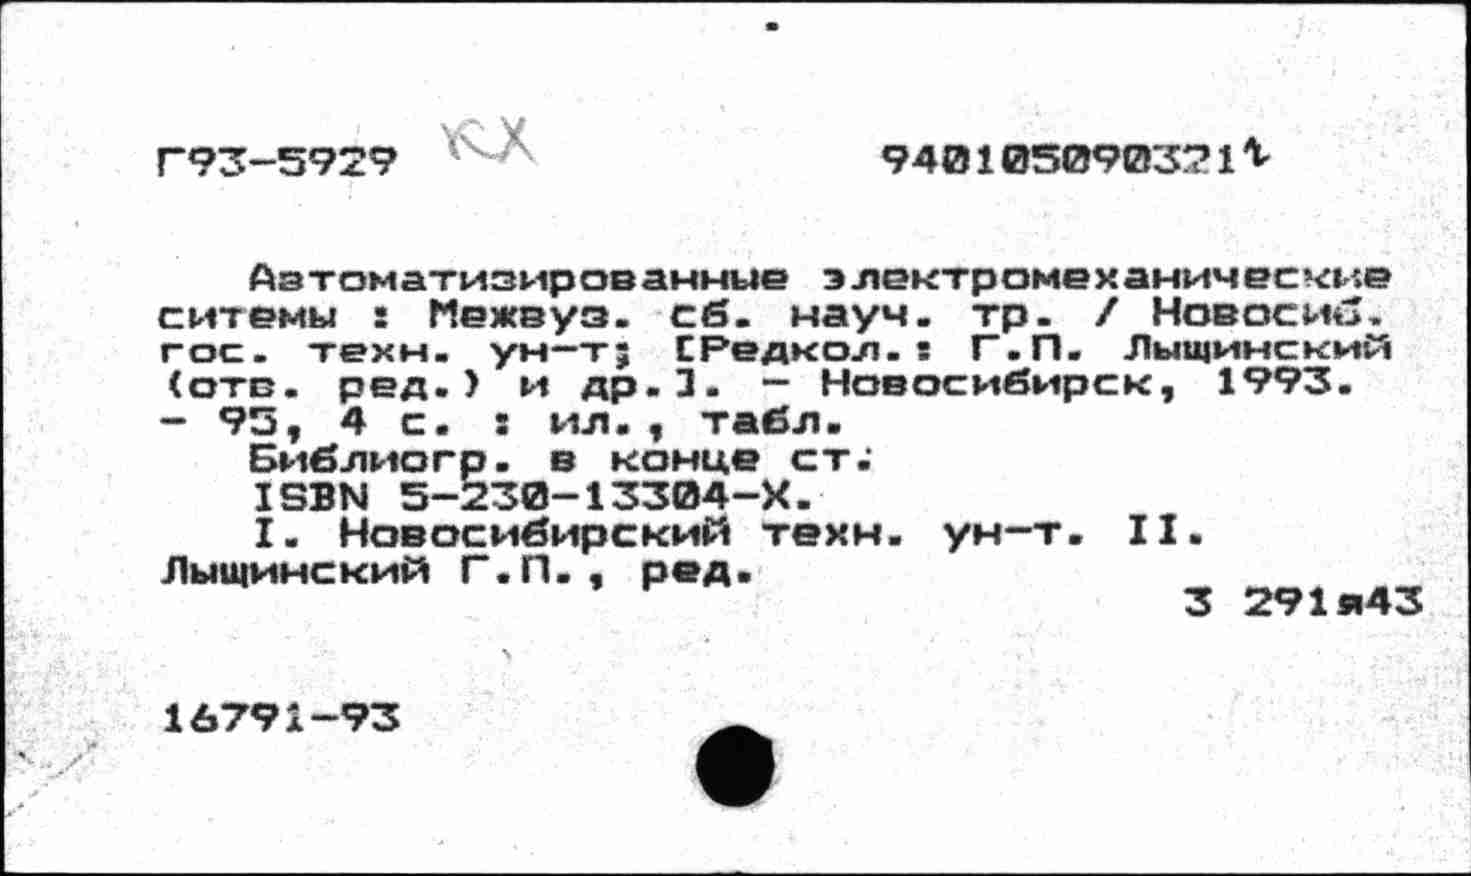 Г93-5929 КХ 940105090321
Автоматизированные электромеханические
ситемы : Межвуз. сб. науч. тр. / Новосиб.
гос. техн. ун-т; [Редкол.: Г.П. Лыщинский
(отв. ред.) и др.]. - Новосибирск, 1993.
- 95, 4 с. : ил., табл.
Библиогр. в конце ст.
ISBN 5-230-13304-X.
I. Новосибирский техн. ун-т. II.
Лыщинский Г.П., ред.
3 291я43
16791-93